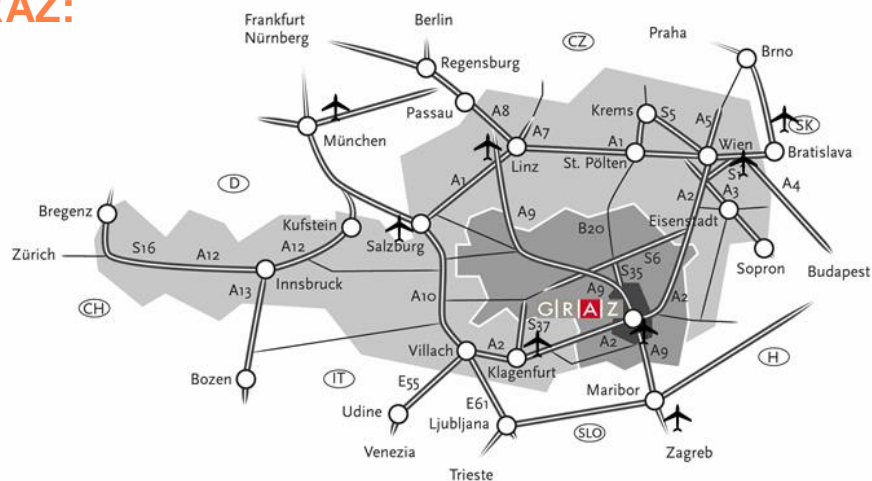 RAZ:
Frankfurt
Nürnberg
Berlin
CZ
Praha
Brno
Regensburg
Passau
A8
A7
Krems
S5
A5
SK
München
Linz
A1
St. Pölten
Wien
Bratislava
S1
D
A1
A2
A3
A4
Bregenz
Kufstein
Salzburg
A9
B20
Eisenstadt
Zürich
S16
A12
A12
S6
S35
Sopron
Budapest
Innsbruck
A13
A10
A9
A2
CH
G R A Z
S37
A2
A2
A9
H
Villach
Klagenfurt
Bozen
IT
E55
Maribor
Udine
E61
Ljubljana
SLO
Venezia
Zagreb
Trieste